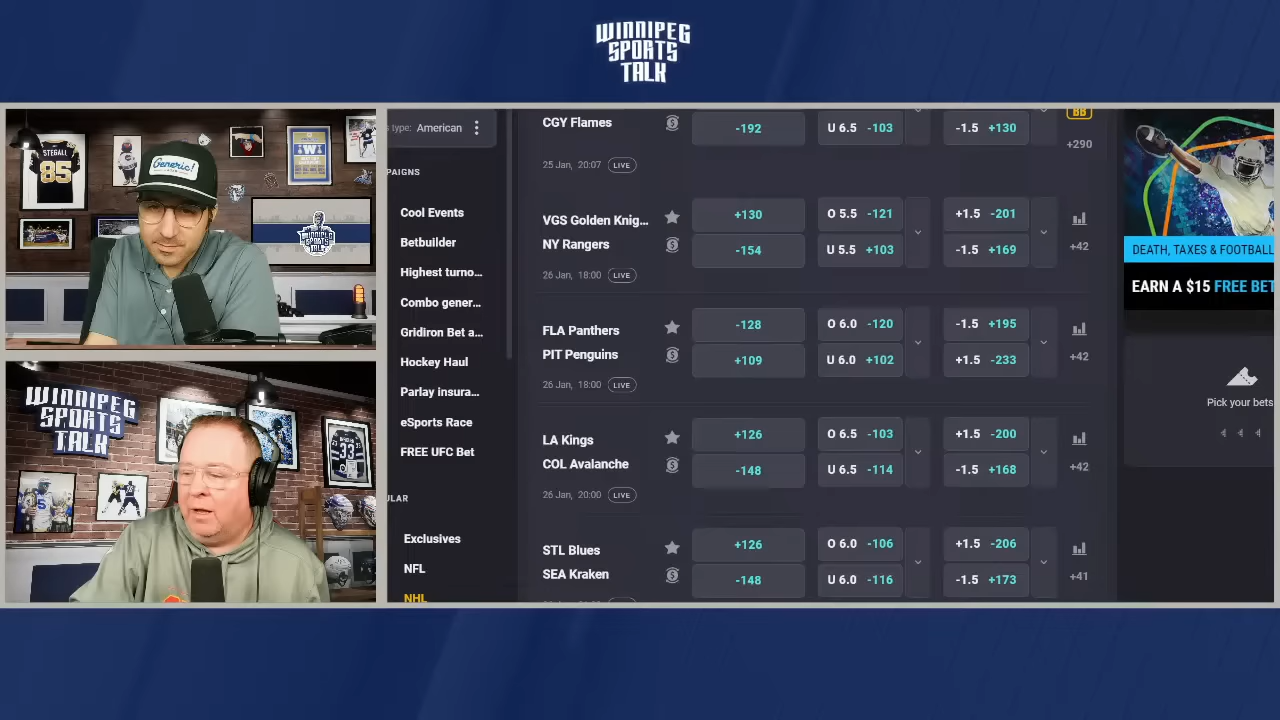 WINNIPEG
SPORTS
TALK
STEGALL
85
Generic!
W
WINNIPEG
SPORTS
TALK
33
type: American
PAIGNS
Cool Events
Betbuilder
Highest turno...
Combo gener...
Gridiron Bet a...
Hockey Haul
Parlay insura...
eSports Race
FREE UFC Bet
ULAR
Exclusives
NFL
NHL
CGY Flames
-192
U 6.5 -103
-1.5 +130
BB
+290
25 Jan, 20:07 LIVE
VGS Golden Knig...
NY Rangers
+130
-154
O 5.5 -121
U 5.5 +103
+1.5 -201
-1.5 +169
+42
26 Jan, 18:00 LIVE
FLA Panthers
PIT Penguins
-128
+109
O 6.0 -120
U 6.0 +102
-1.5 +195
+1.5 -233
+42
26 Jan, 18:00 LIVE
LA Kings
COL Avalanche
+126
-148
O 6.5 -103
U 6.5 -114
+1.5 -200
-1.5 +168
+42
26 Jan, 20:00 LIVE
STL Blues
SEA Kraken
+126
-148
O 6.0 -106
U 6.0 -116
+1.5 -206
-1.5 +173
+41
DEATH, TAXES & FOOTBALL
EARN A $15 FREE BET
Pick your bets